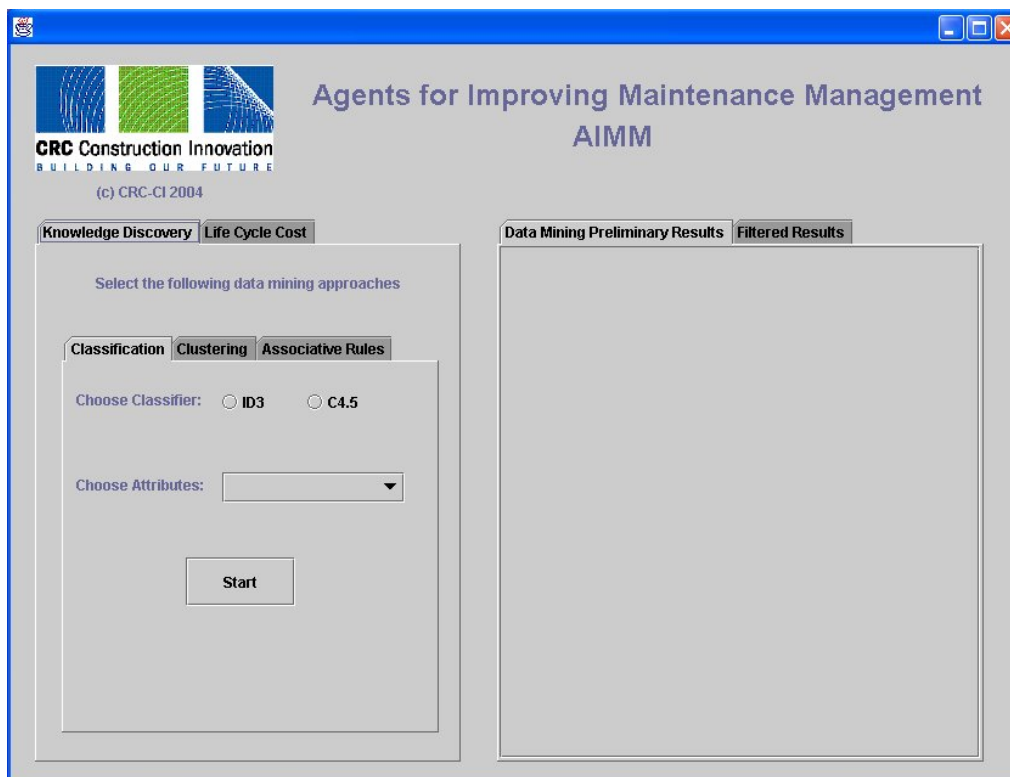 Agents for Improving Maintenance Management
AIMM
CRC Construction Innovation
BUILDING OUR FUTURE
(c) CRC-CI 2004
Knowledge Discovery
Life Cycle Cost
Select the following data mining approaches
Classification
Clustering
Associative Rules
Choose Classifier:
ID3
C4.5
Choose Attributes:
Start
Data Mining Preliminary Results
Filtered Results